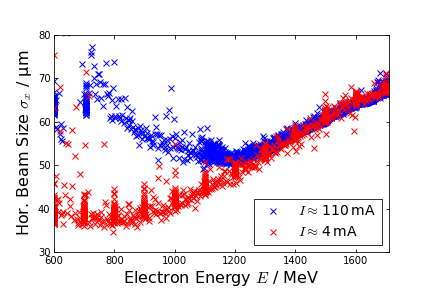 80
70
60
50
40
30
Hor. Beam Size σₓ / μm
I ≈ 110 mA
I ≈ 4 mA
600 800 1000 1200 1400 1600
Electron Energy E / MeV